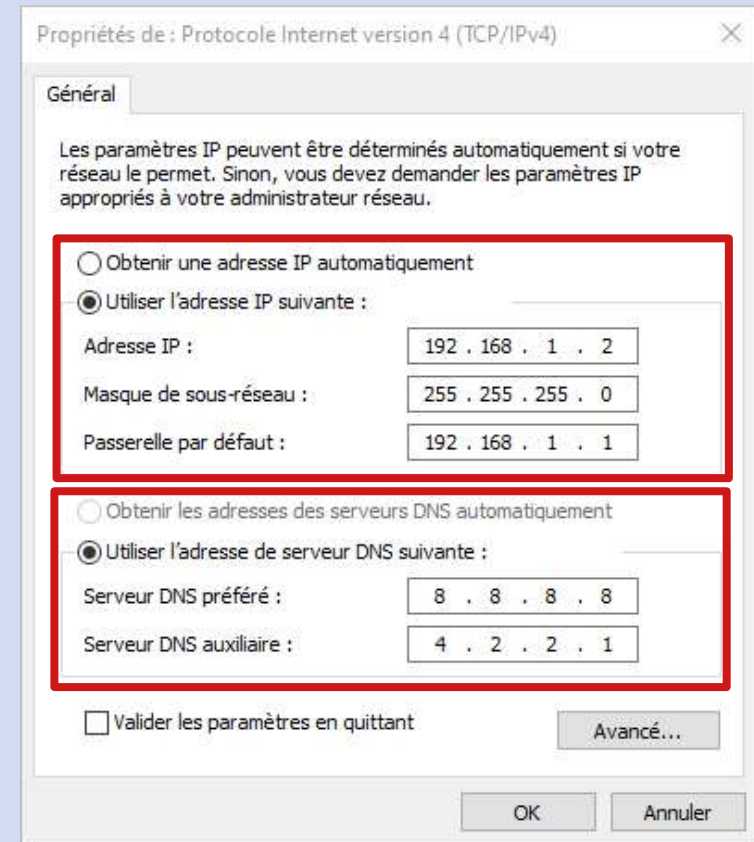 Propriétés de : Protocole Internet version 4 (TCP/IPv4)
Général
Les paramètres IP peuvent être déterminés automatiquement si votre
réseau le permet. Sinon, vous devez demander les paramètres IP
appropriés à votre administrateur réseau.
Obtenir une adresse IP automatiquement
Utiliser l'adresse IP suivante :
Adresse IP : 192 . 168 . 1 . 2
Masque de sous-réseau : 255 . 255 . 255 . 0
Passerelle par défaut : 192 . 168 . 1 . 1
Obtenir les adresses des serveurs DNS automatiquement
Utiliser l'adresse de serveur DNS suivante :
Serveur DNS préféré : 8 . 8 . 8 . 8
Serveur DNS auxiliaire : 4 . 2 . 2 . 1
Valider les paramètres en quittant
Avancé...
OK Annuler